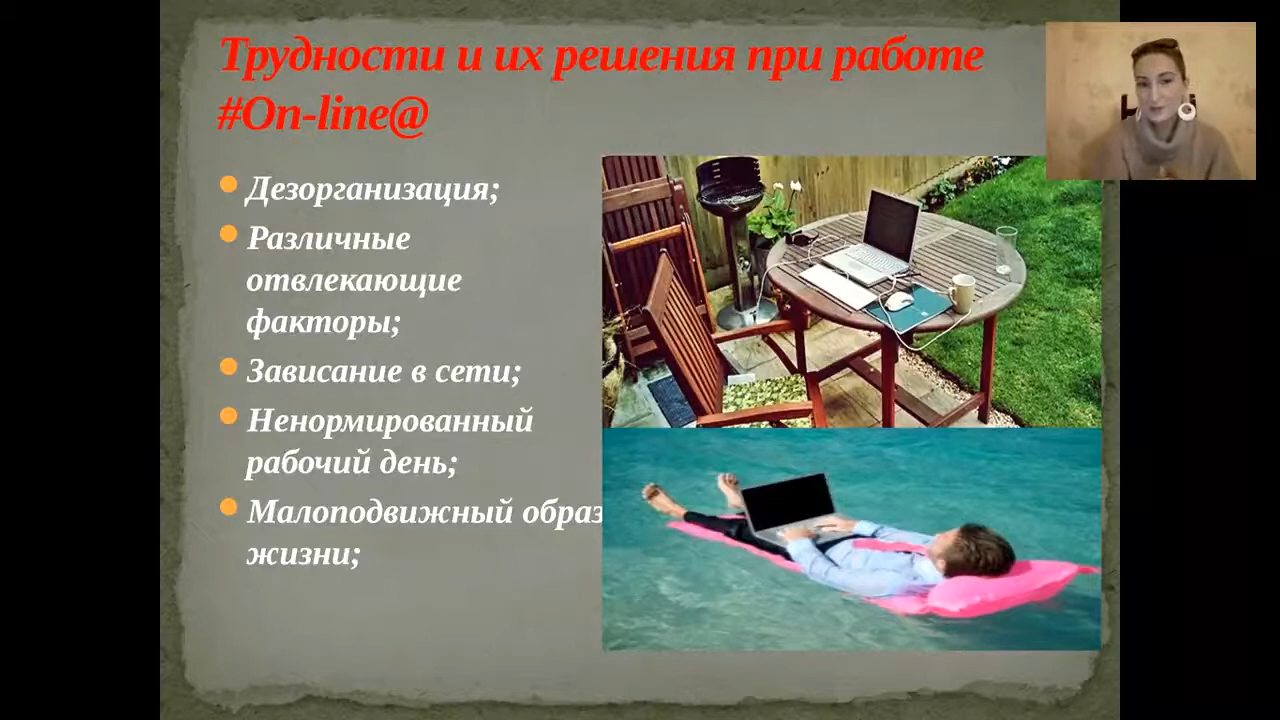 Трудности и их решения при работе
#On-line@
Дезорганизация;
Различные
отвлекающие
факторы;
Зависание в сети;
Ненормированный
рабочий день;
Малоподвижный образ
жизни;